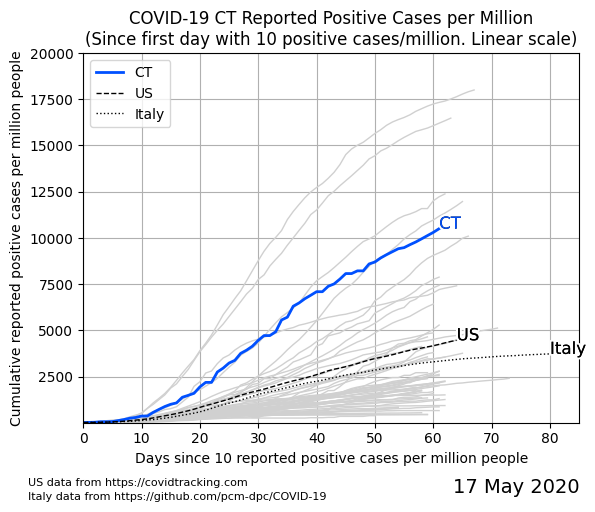 COVID-19 CT Reported Positive Cases per Million
(Since first day with 10 positive cases/million. Linear scale)
Cumulative reported positive cases per million people
20000
17500
15000
12500
10000
7500
5000
2500
CT
US
Italy
CT
US
Italy
0 10 20 30 40 50 60 70 80
Days since 10 reported positive cases per million people
US data from https://covidtracking.com
Italy data from https://github.com/pcm-dpc/COVID-19
17 May 2020